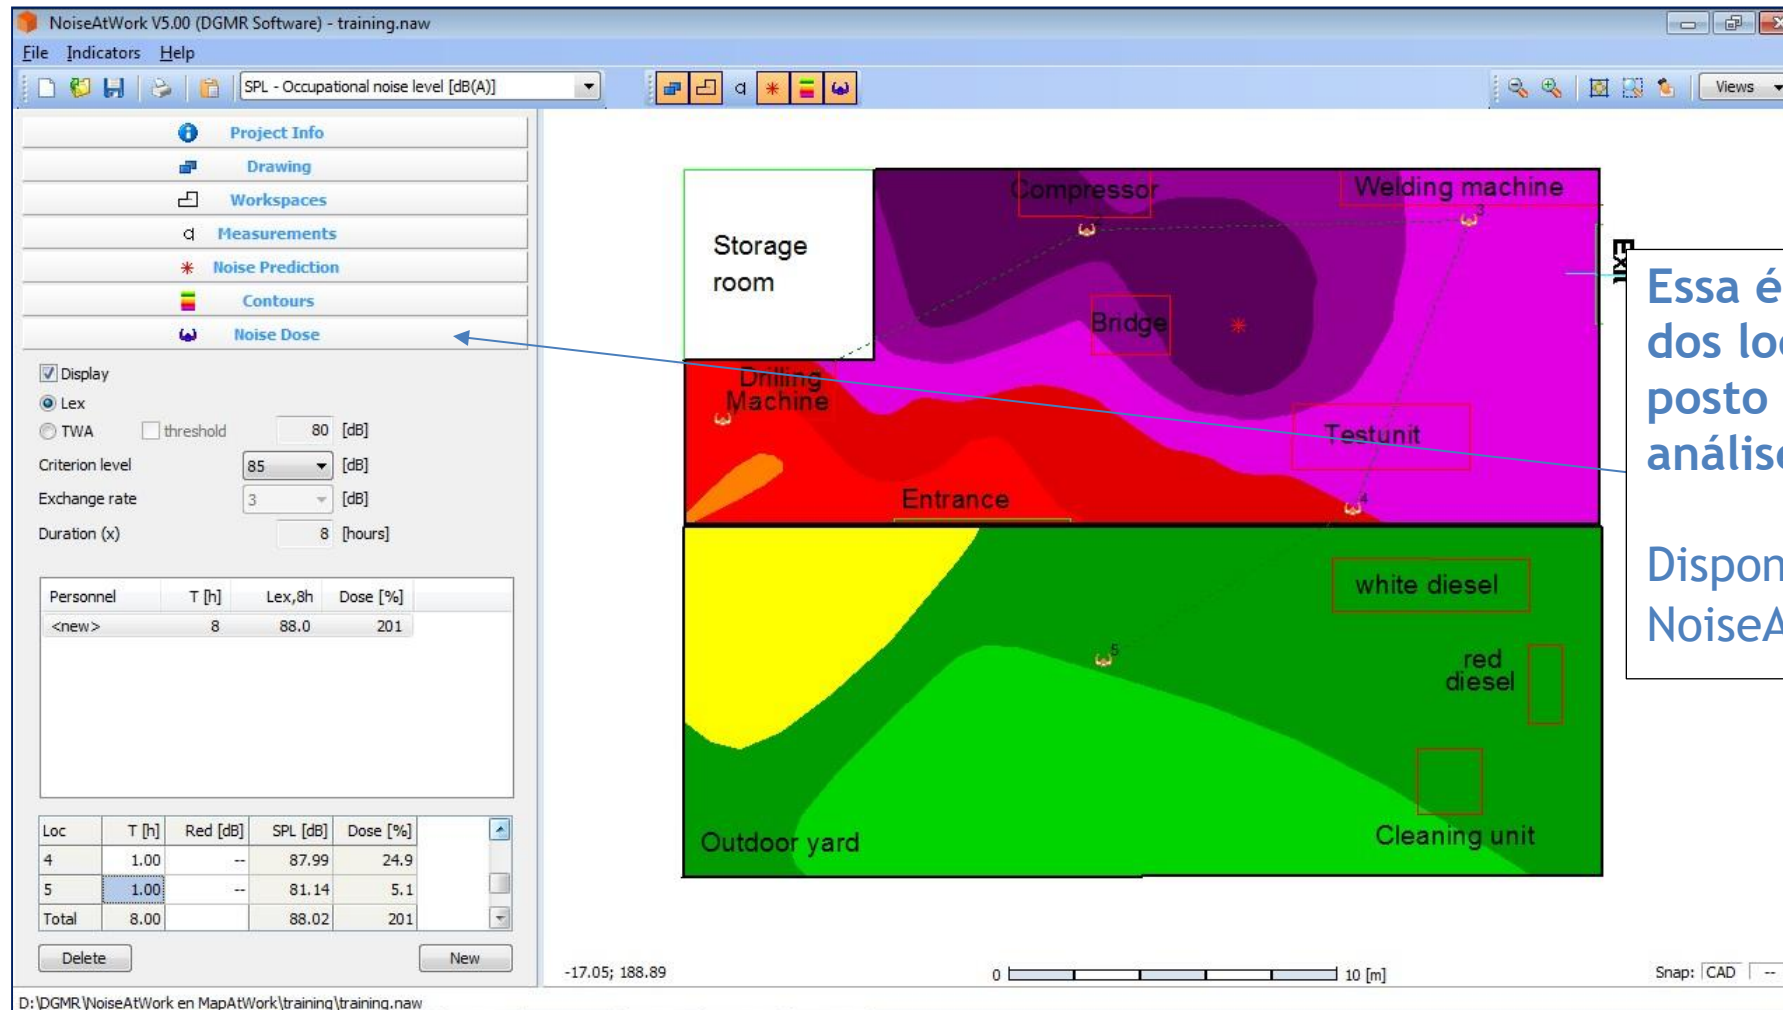 NoiseAtWork V5.00 (DGMR Software) - training.naw
File Indicators Help
SPL - Occupational noise level [dB(A)]
Views
Project Info
Drawing
Workspaces
Measurements
Noise Prediction
Contours
Noise Dose
Display
Lex
TWA threshold 80 [dB]
Criterion level 85 [dB]
Exchange rate 3 [dB]
Duration (x) 8 [hours]
Personnel T [h] Lex,8h Dose [%]
<new> 8 88.0 201
Loc T [h] Red [dB] SPL [dB] Dose [%]
4 1.00 -- 87.99 24.9
5 1.00 -- 81.14 5.1
Total 8.00 88.02 201
Delete New
Storage
room
Compressor
Welding machine
2
3
Exit
Bridge
Drilling
Machine
Testunit
Entrance
4
white diesel
5
red
diesel
Cleaning unit
Outdoor yard
Essa é
dos loc
posto
análise
Dispon
NoiseA
-17.05; 188.89
0 10 [m]
Snap: CAD --
D:\DGMR\NoiseAtWork en MapAtWork\training\training.naw